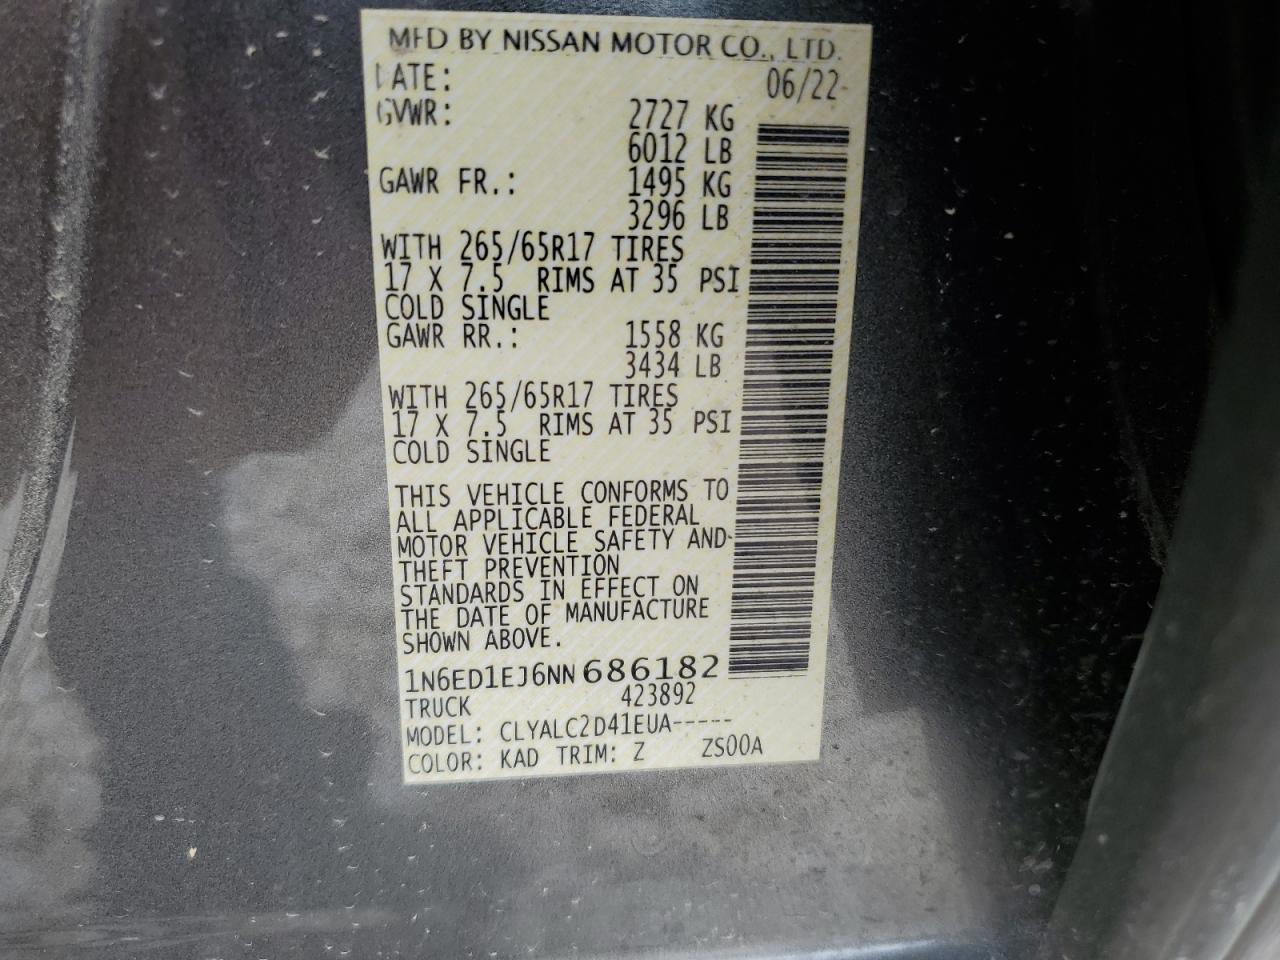 MFD BY NISSAN MOTOR CO., LTD.
DATE: 06/22
GVWR: 2727 KG
6012 LB
GAWR FR.: 1495 KG
3296 LB
WITH 265/65R17 TIRES
17 X 7.5 RIMS AT 35 PSI
COLD SINGLE
GAWR RR.: 1558 KG
3434 LB
WITH 265/65R17 TIRES
17 X 7.5 RIMS AT 35 PSI
COLD SINGLE
THIS VEHICLE CONFORMS TO
ALL APPLICABLE FEDERAL
MOTOR VEHICLE SAFETY AND
THEFT PREVENTION
STANDARDS IN EFFECT ON
THE DATE OF MANUFACTURE
SHOWN ABOVE.
1N6ED1EJ6NN686182
TRUCK 423892
MODEL: CLYALC2D41EUA-----
COLOR: KAD TRIM: Z ZS00A